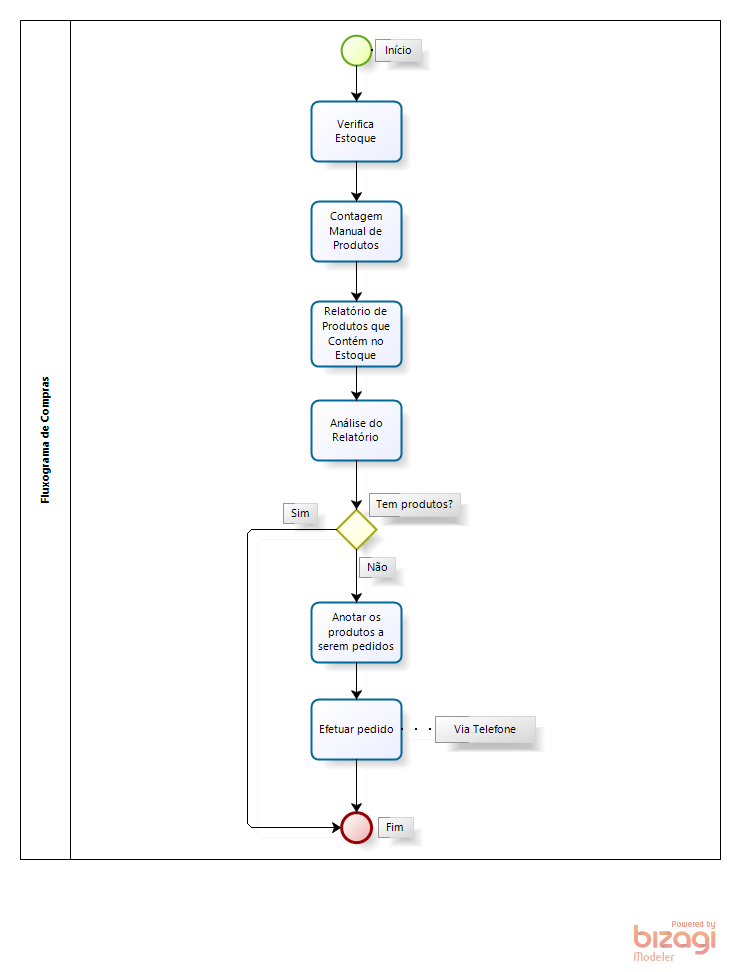 Fluxograma de Compras
Início
Verifica
Estoque
Contagem
Manual de
Produtos
Relatório de
Produtos que
Contém no
Estoque
Análise do
Relatório
Tem produtos?
Sim
Não
Anotar os
produtos a
serem pedidos
Efetuar pedido
Via Telefone
Fim
Powered by
bizagi
Modeler